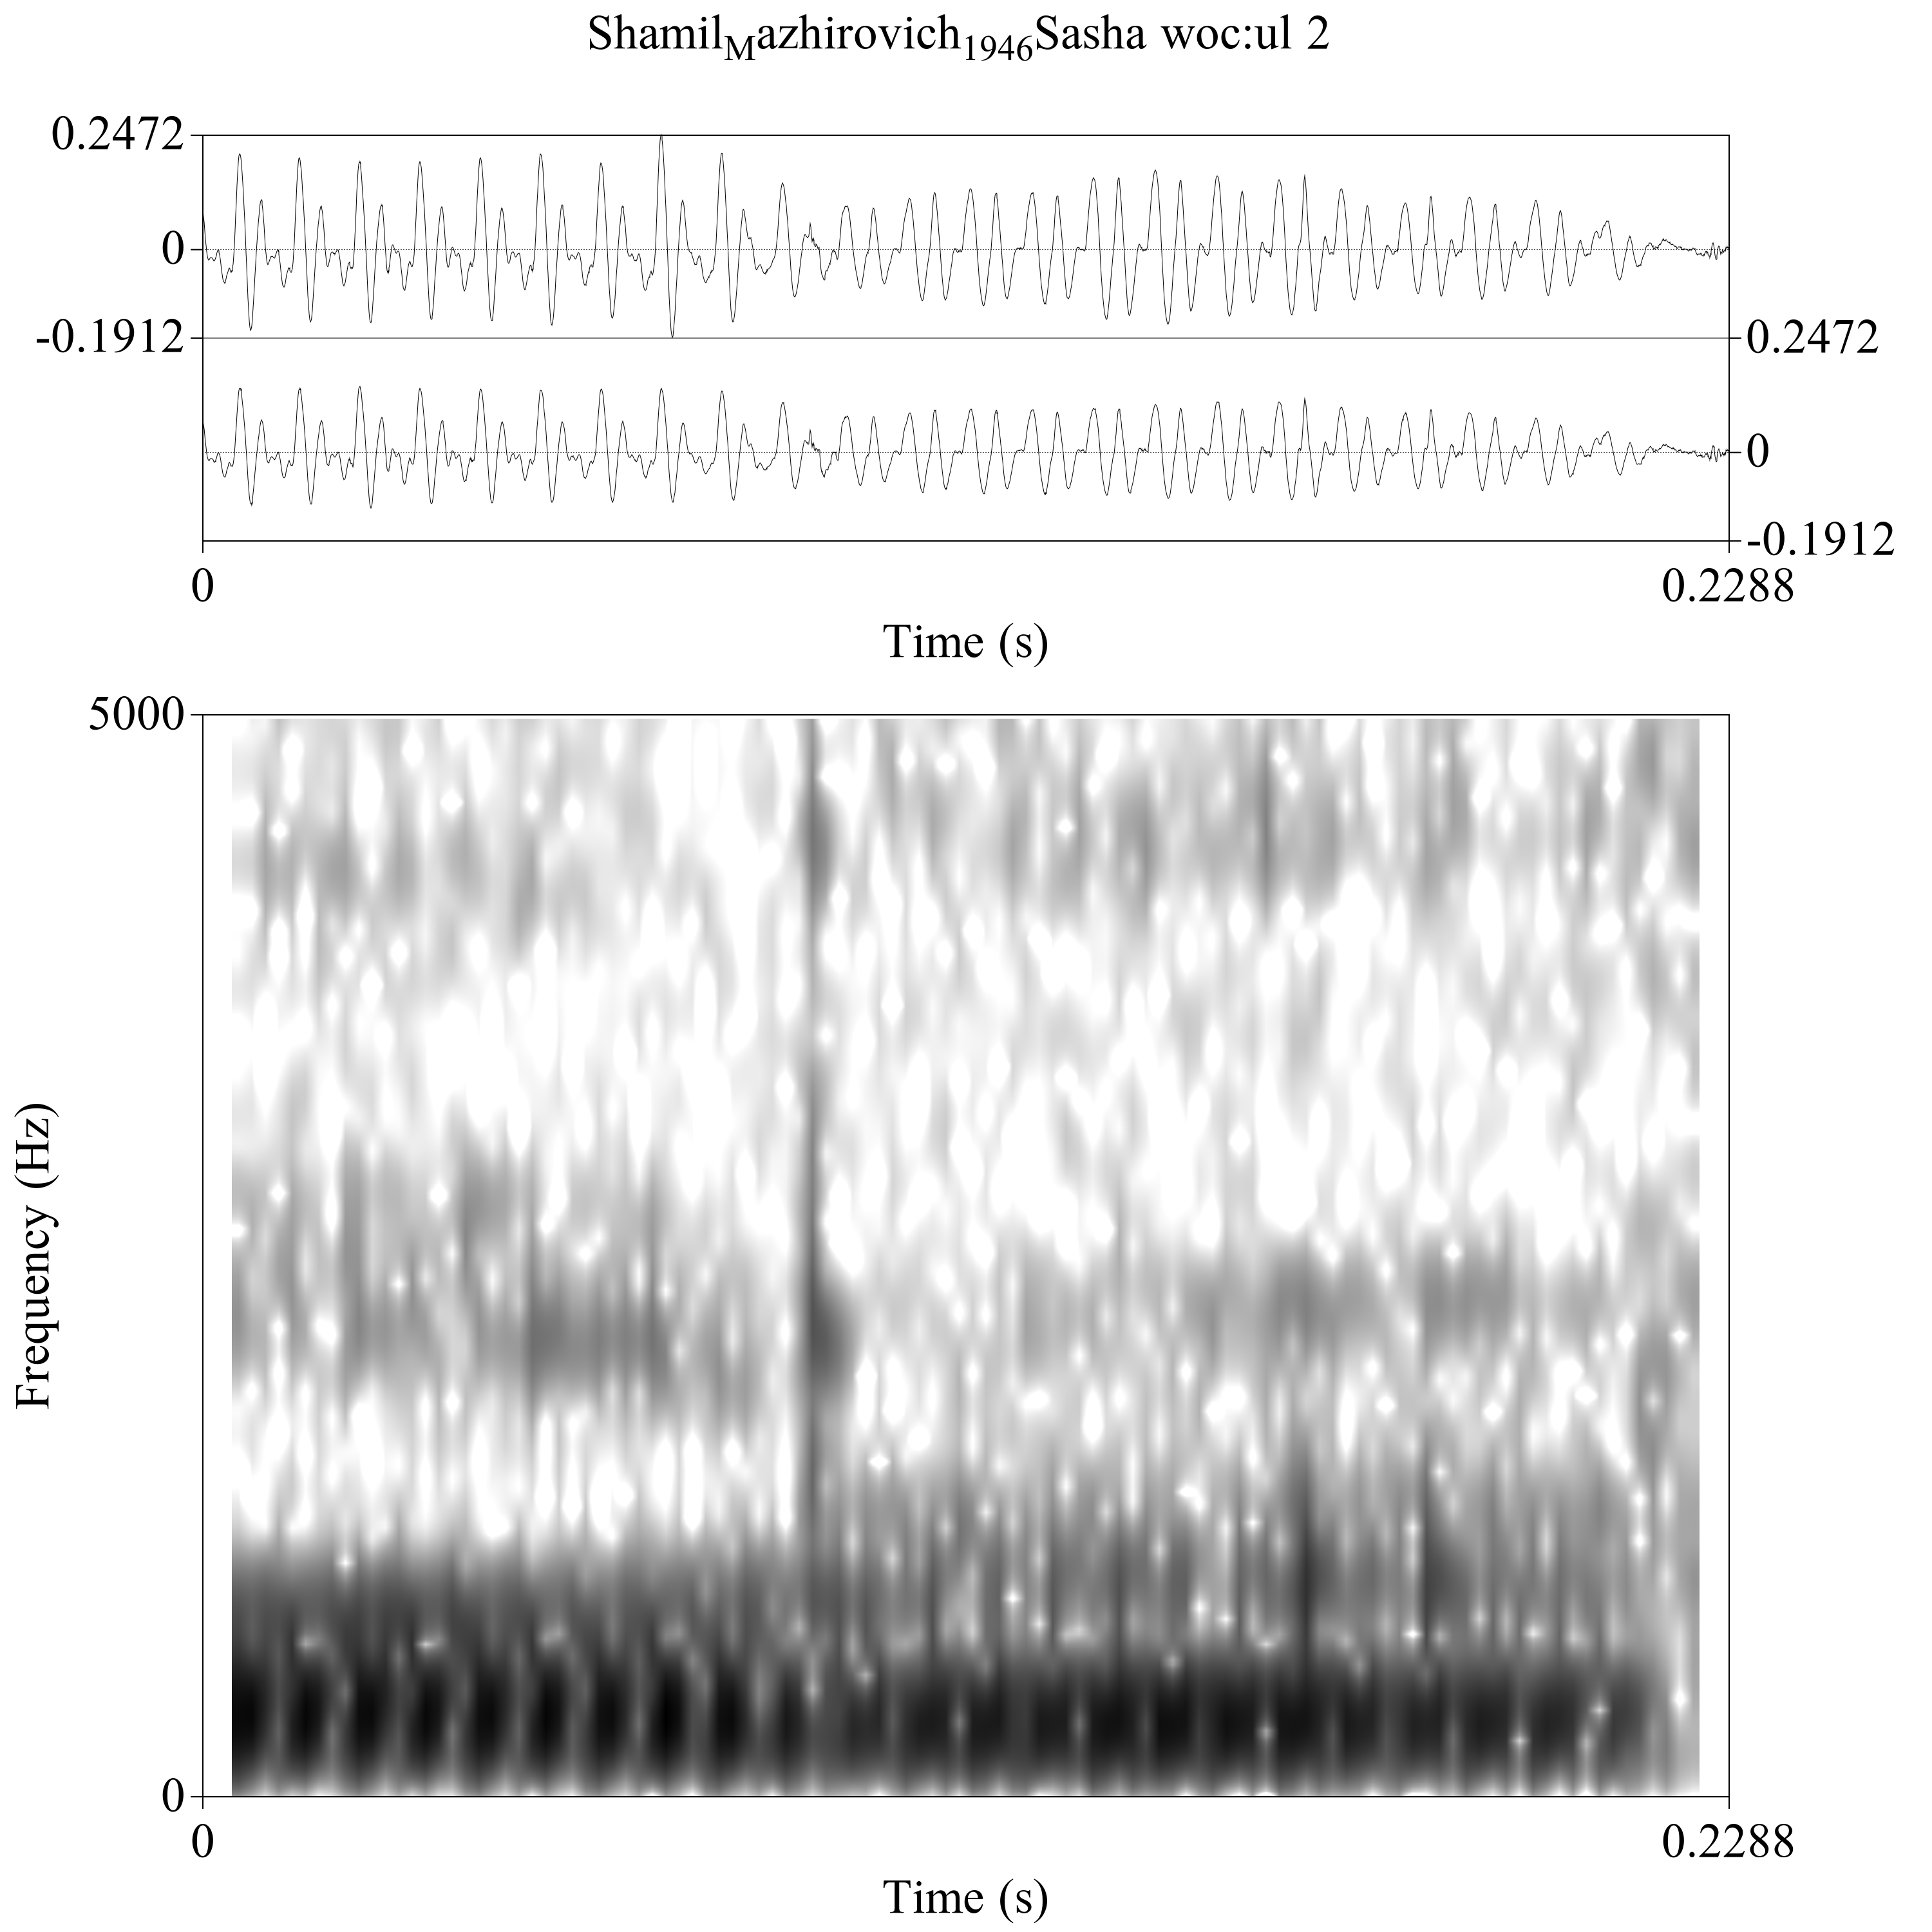 Shamil_Mazhirovich_1946Sasha woc:ul 2
0.2472
0
-0.1912 0.2472
0
-0.1912
0 0.2288
Time (s)
5000
Frequency (Hz)
0
0 0.2288
Time (s)